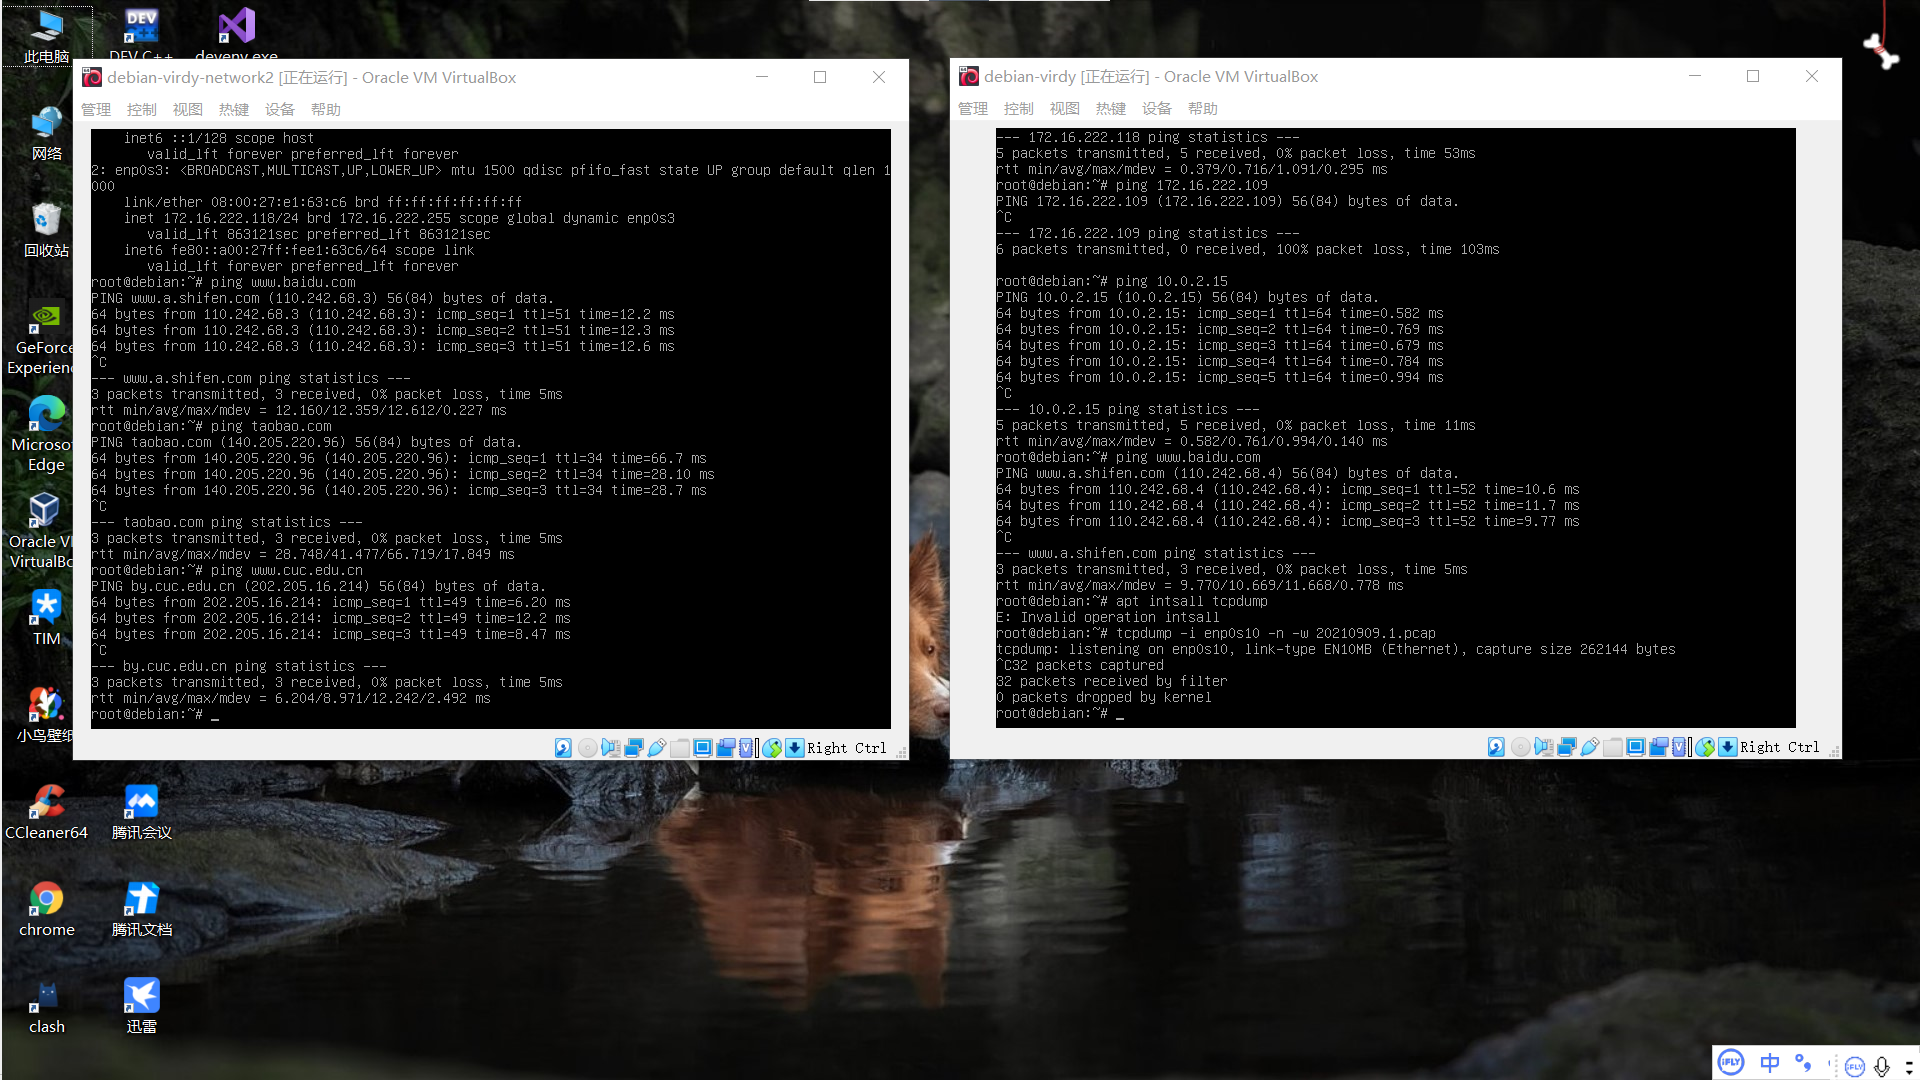 此电脑
DEV C++
devenv.exe
网络
回收站
GeForce
Experienc
Microsof
Edge
Oracle VM
VirtualBo
TIM
小鸟壁纸
CCleaner64
腾讯会议
chrome
腾讯文档
clash
迅雷
debian-virdy-network2 [正在运行] - Oracle VM VirtualBox
管理 控制 视图 热键 设备 帮助
inet6 ::1/128 scope host
valid_lft forever preferred_lft forever
2: enp0s3: <BROADCAST,MULTICAST,UP,LOWER_UP> mtu 1500 qdisc pfifo_fast state UP group default qlen 1
000
link/ether 08:00:27:e1:63:c6 brd ff:ff:ff:ff:ff:ff
inet 172.16.222.118/24 brd 172.16.222.255 scope global dynamic enp0s3
valid_lft 863121sec preferred_lft 863121sec
inet6 fe80::a00:27ff:fee1:63c6/64 scope link
valid_lft forever preferred_lft forever
root@debian:~# ping www.baidu.com
PING www.a.shifen.com (110.242.68.3) 56(84) bytes of data.
64 bytes from 110.242.68.3 (110.242.68.3): icmp_seq=1 ttl=51 time=12.2 ms
64 bytes from 110.242.68.3 (110.242.68.3): icmp_seq=2 ttl=51 time=12.3 ms
64 bytes from 110.242.68.3 (110.242.68.3): icmp_seq=3 ttl=51 time=12.6 ms
^C
--- www.a.shifen.com ping statistics ---
3 packets transmitted, 3 received, 0% packet loss, time 5ms
rtt min/avg/max/mdev = 12.160/12.359/12.612/0.227 ms
root@debian:~# ping taobao.com
PING taobao.com (140.205.220.96) 56(84) bytes of data.
64 bytes from 140.205.220.96 (140.205.220.96): icmp_seq=1 ttl=34 time=66.7 ms
64 bytes from 140.205.220.96 (140.205.220.96): icmp_seq=2 ttl=34 time=28.10 ms
64 bytes from 140.205.220.96 (140.205.220.96): icmp_seq=3 ttl=34 time=28.7 ms
^C
--- taobao.com ping statistics ---
3 packets transmitted, 3 received, 0% packet loss, time 5ms
rtt min/avg/max/mdev = 28.748/41.477/66.719/17.849 ms
root@debian:~# ping www.cuc.edu.cn
PING by.cuc.edu.cn (202.205.16.214) 56(84) bytes of data.
64 bytes from 202.205.16.214: icmp_seq=1 ttl=49 time=6.20 ms
64 bytes from 202.205.16.214: icmp_seq=2 ttl=49 time=12.2 ms
64 bytes from 202.205.16.214: icmp_seq=3 ttl=49 time=8.47 ms
^C
--- by.cuc.edu.cn ping statistics ---
3 packets transmitted, 3 received, 0% packet loss, time 5ms
rtt min/avg/max/mdev = 6.204/8.971/12.242/2.492 ms
root@debian:~# _
Right Ctrl
debian-virdy [正在运行] - Oracle VM VirtualBox
管理 控制 视图 热键 设备 帮助
--- 172.16.222.118 ping statistics ---
5 packets transmitted, 5 received, 0% packet loss, time 53ms
rtt min/avg/max/mdev = 0.379/0.716/1.091/0.295 ms
root@debian:~# ping 172.16.222.109
PING 172.16.222.109 (172.16.222.109) 56(84) bytes of data.
^C
--- 172.16.222.109 ping statistics ---
6 packets transmitted, 0 received, 100% packet loss, time 103ms
root@debian:~# ping 10.0.2.15
PING 10.0.2.15 (10.0.2.15) 56(84) bytes of data.
64 bytes from 10.0.2.15: icmp_seq=1 ttl=64 time=0.582 ms
64 bytes from 10.0.2.15: icmp_seq=2 ttl=64 time=0.769 ms
64 bytes from 10.0.2.15: icmp_seq=3 ttl=64 time=0.679 ms
64 bytes from 10.0.2.15: icmp_seq=4 ttl=64 time=0.784 ms
64 bytes from 10.0.2.15: icmp_seq=5 ttl=64 time=0.994 ms
^C
--- 10.0.2.15 ping statistics ---
5 packets transmitted, 5 received, 0% packet loss, time 11ms
rtt min/avg/max/mdev = 0.582/0.761/0.994/0.140 ms
root@debian:~# ping www.baidu.com
PING www.a.shifen.com (110.242.68.4) 56(84) bytes of data.
64 bytes from 110.242.68.4 (110.242.68.4): icmp_seq=1 ttl=52 time=10.6 ms
64 bytes from 110.242.68.4 (110.242.68.4): icmp_seq=2 ttl=52 time=11.7 ms
64 bytes from 110.242.68.4 (110.242.68.4): icmp_seq=3 ttl=52 time=9.77 ms
^C
--- www.a.shifen.com ping statistics ---
3 packets transmitted, 3 received, 0% packet loss, time 5ms
rtt min/avg/max/mdev = 9.770/10.669/11.668/0.778 ms
root@debian:~# apt intsall tcpdump
E: Invalid operation intsall
root@debian:~# tcpdump -i enp0s10 -n -w 20210909.1.pcap
tcpdump: listening on enp0s10, link-type EN10MB (Ethernet), capture size 262144 bytes
^C32 packets captured
32 packets received by filter
0 packets dropped by kernel
root@debian:~# _
Right Ctrl
iFLY 中
iFLY